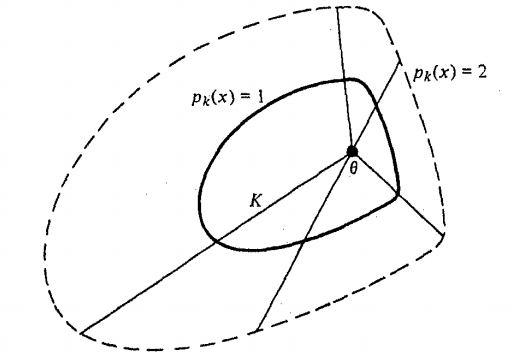 p_k(x) = 1
p_k(x) = 2
θ
K